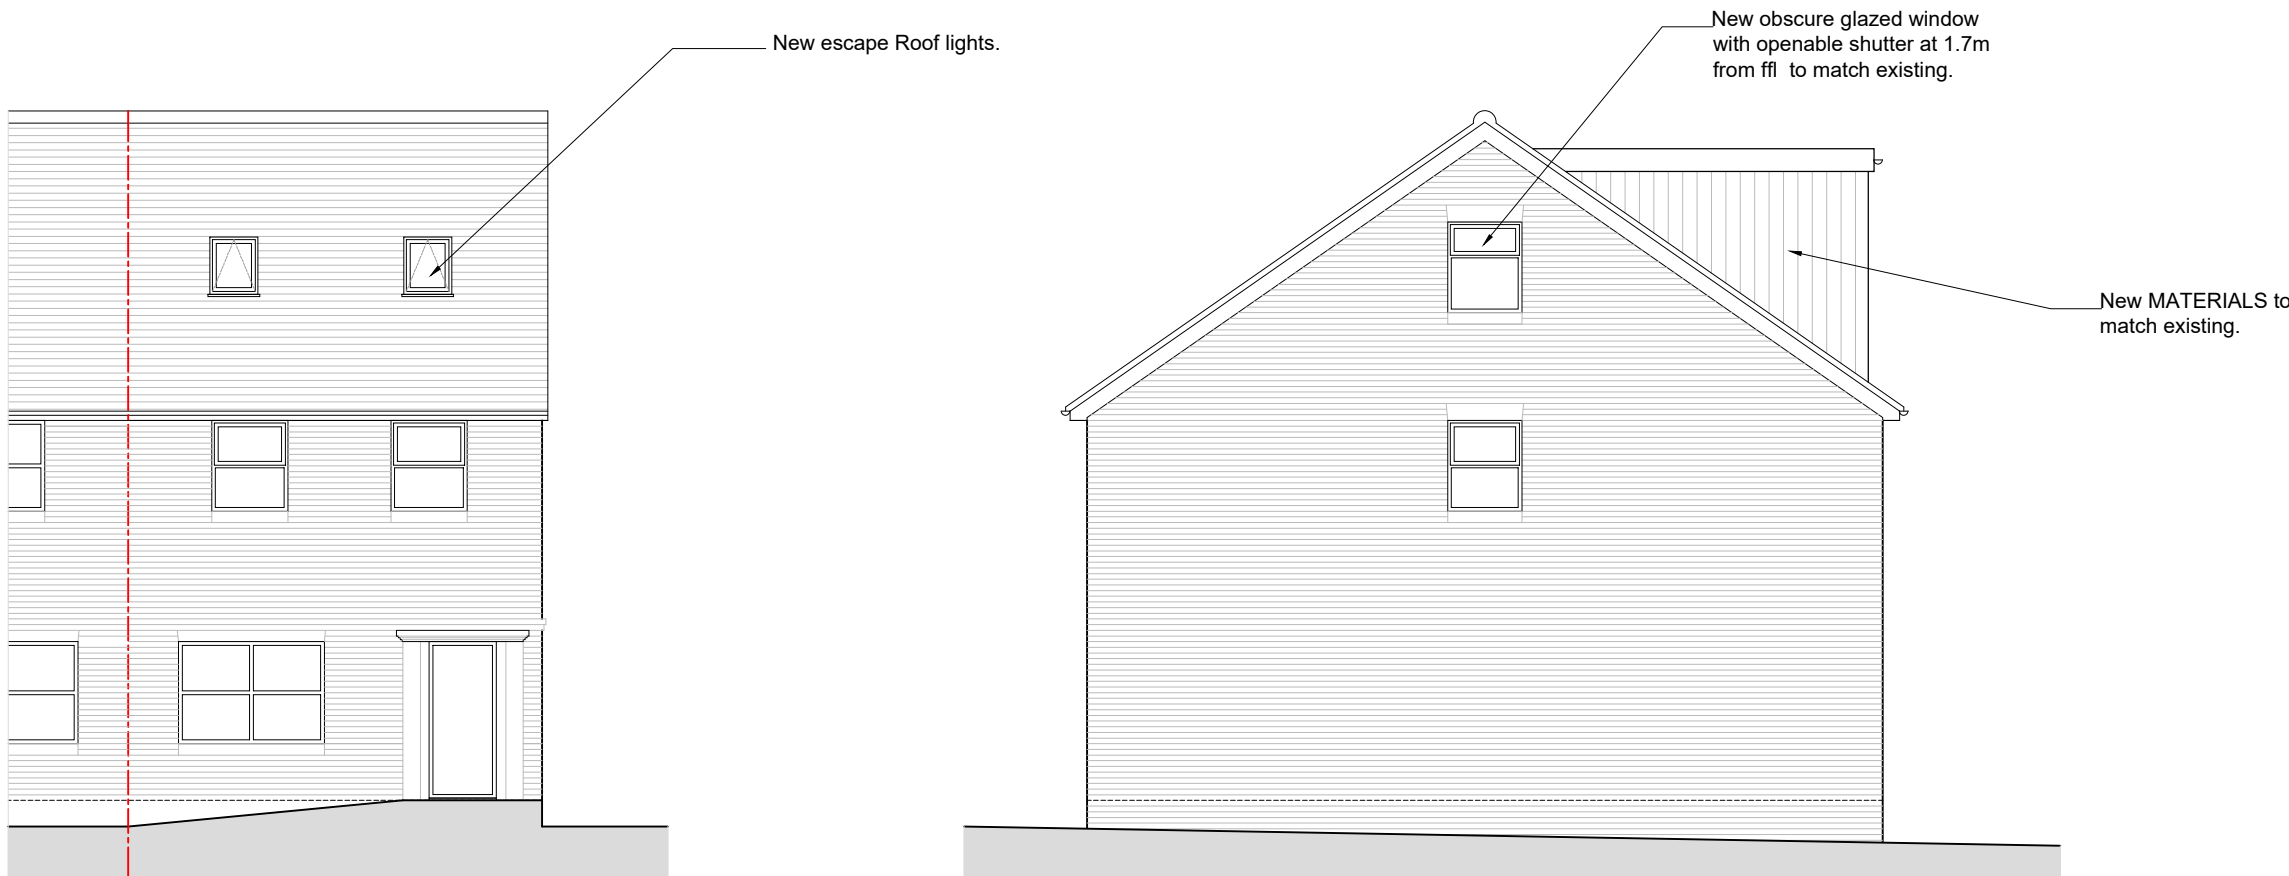 New escape Roof lights.
New obscure glazed window
with openable shutter at 1.7m
from ffl  to match existing.
New MATERIALS to
match existing.